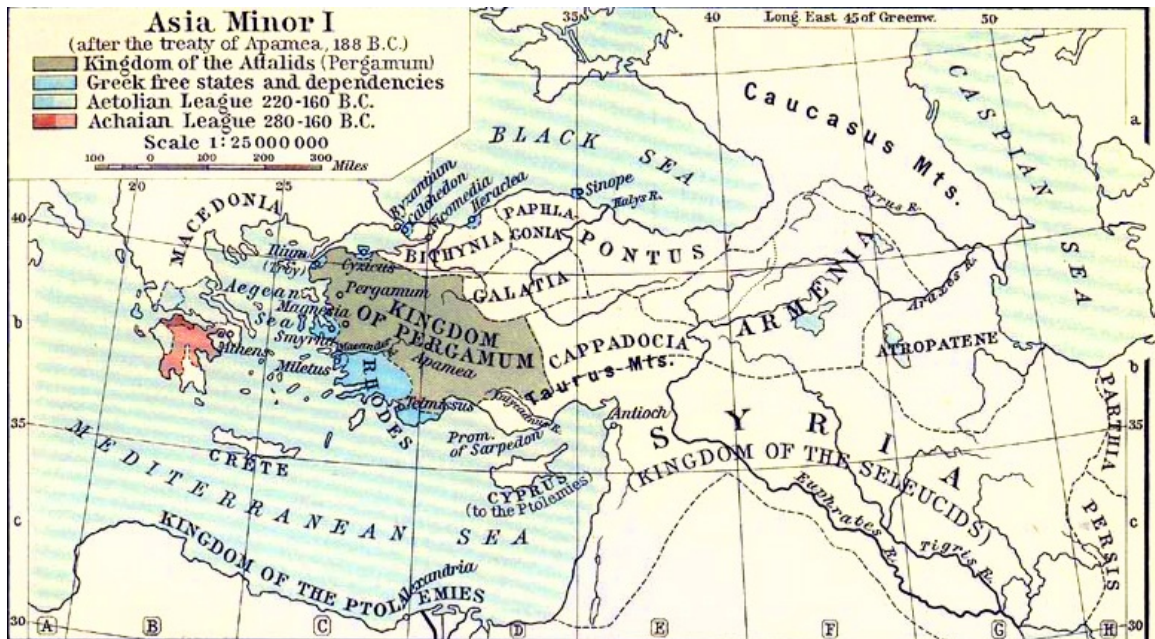 Asia Minor I
(after the treaty of Apamea, 188 B.C.)
Kingdom of the Attalids (Pergamum)
Greek free states and dependencies
Aetolian League 220-160 B.C.
Achaian League 280-160 B.C.
Scale 1:25 000 000
100 0 100 200 300 Miles
20
25
35
40
Long. East 45 of Greenw.
50
a
CASPIAN SEA
Caucasus Mts.
BLACK SEA
Cyrus R.
Byzantium
Calchedon
Nicomedia
Heraclea
Sinope
Halys R.
40
MACEDONIA
PAPHLA-
GONIA
BITHYNIA
PONTUS
Ilium
(Troy)
Cyzicus
GALATIA
ARMENIA
Araxes R.
Aegean
Sea
Pergamum
Magnesia
KINGDOM
OF PERGAMUM
b
Smyrna
Maeander
Apamea
CAPPADOCIA
ATROPATENE
b
Athens
Miletus
Taurus Mts.
RHODES
Telmissus
Calycadnus R.
Antioch
PARTHIA
35
Prom.
of Sarpedon
SYRIA
35
CRETE
(KINGDOM OF THE SELEUCIDS)
CYPRUS
(to the Ptolemies)
MEDITERRANEAN SEA
Euphrates R.
Tigris R.
PERSIS
c
c
KINGDOM OF THE PTOLEMIES
Alexandria
30
A
B
C
D
E
F
G
H
30